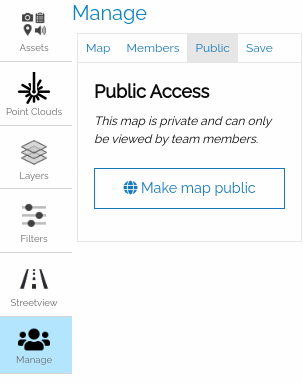 Manage
Assets
Point Clouds
Layers
Filters
Streetview
Manage
Map Members Public Save
Public Access
This map is private and can only
be viewed by team members.
Make map public